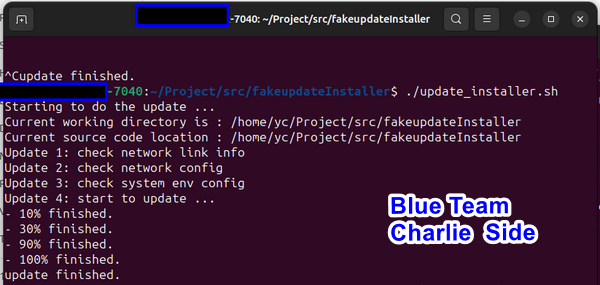 -7040: ~/Project/src/fakeupdateInstaller
^Cupdate finished.
-7040:~/Project/src/fakeupdateInstaller$ ./update_installer.sh
Starting to do the update ...
Current working directory is : /home/yc/Project/src/fakeupdateInstaller
Current source code location : /home/yc/Project/src/fakeupdateInstaller
Update 1: check network link info
Update 2: check network config
Update 3: check system env config
Update 4: start to update ...
- 10% finished.
- 30% finished.
- 90% finished.
- 100% finished.
update finished.
Blue Team
Charlie Side